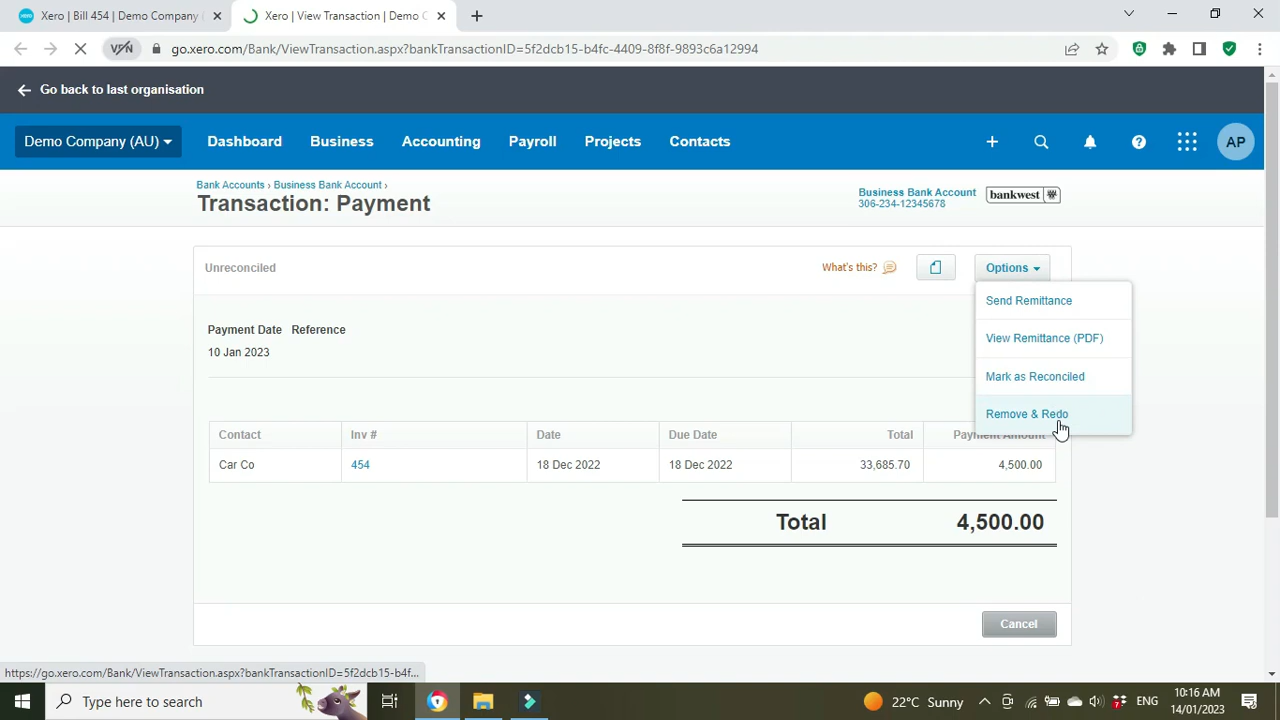 Xero | Bill 454 | Demo Company
Xero | View Transaction | Demo C
VPN
go.xero.com/Bank/ViewTransaction.aspx?bankTransactionID=5f2dcb15-b4fc-4409-8f8f-9893c6a12994
Go back to last organisation
Demo Company (AU)
Dashboard
Business
Accounting
Payroll
Projects
Contacts
AP
Bank Accounts › Business Bank Account ›
Transaction: Payment
Business Bank Account
306-234-12345678
bankwest
Unreconciled
What's this?
Options
Send Remittance
View Remittance (PDF)
Mark as Reconciled
Remove & Redo
Payment Date Reference
10 Jan 2023
Contact Inv # Date Due Date Total Payment Amount
Car Co 454 18 Dec 2022 18 Dec 2022 33,685.70 4,500.00
Total 4,500.00
Cancel
https://go.xero.com/Bank/ViewTransaction.aspx?bankTransactionID=5f2dcb15-b4f...
Type here to search
22°C Sunny
ENG
10:16 AM
14/01/2023